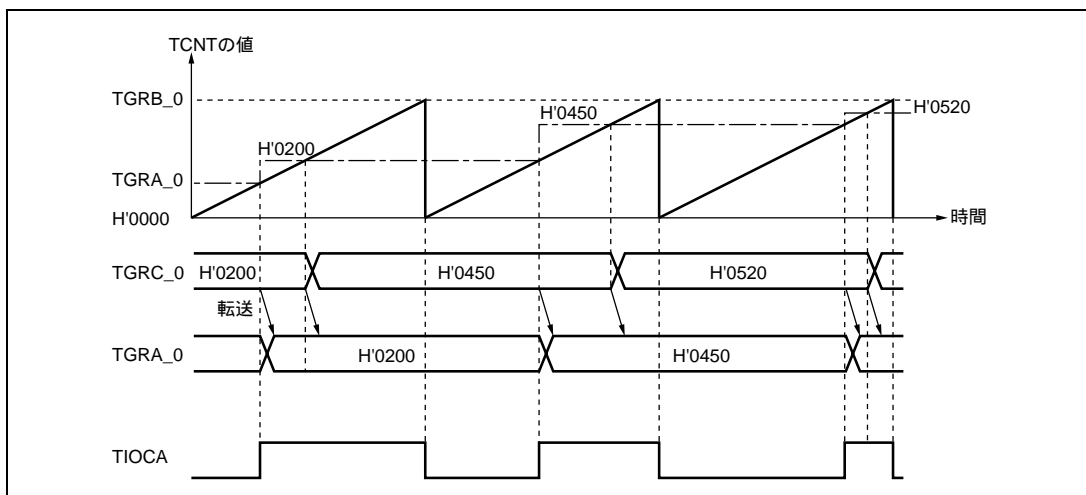 TCNTの値
TGRB_0
H'0520
H'0450
H'0200
TGRA_0
H'0000
時間
TGRC_0 H'0200 H'0450 H'0520
転送
TGRA_0 H'0200 H'0450
TIOCA